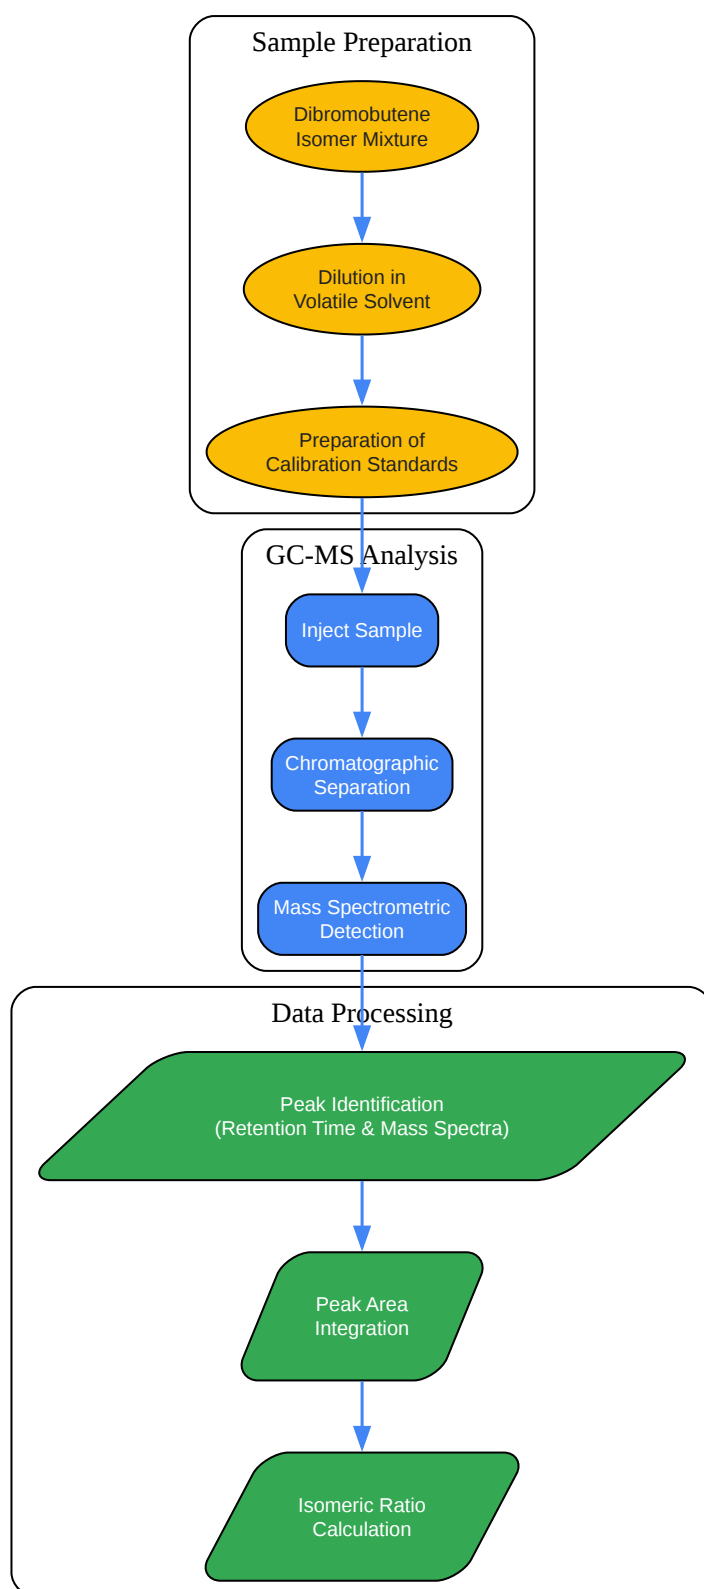 Sample Preparation
Dibromobutene
Isomer Mixture
Dilution in
Volatile Solvent
Preparation of
Calibration Standards
GC-MS Analysis
Inject Sample
Chromatographic
Separation
Mass Spectrometric
Detection
Data Processing
Peak Identification
(Retention Time & Mass Spectra)
Peak Area
Integration
Isomeric Ratio
Calculation